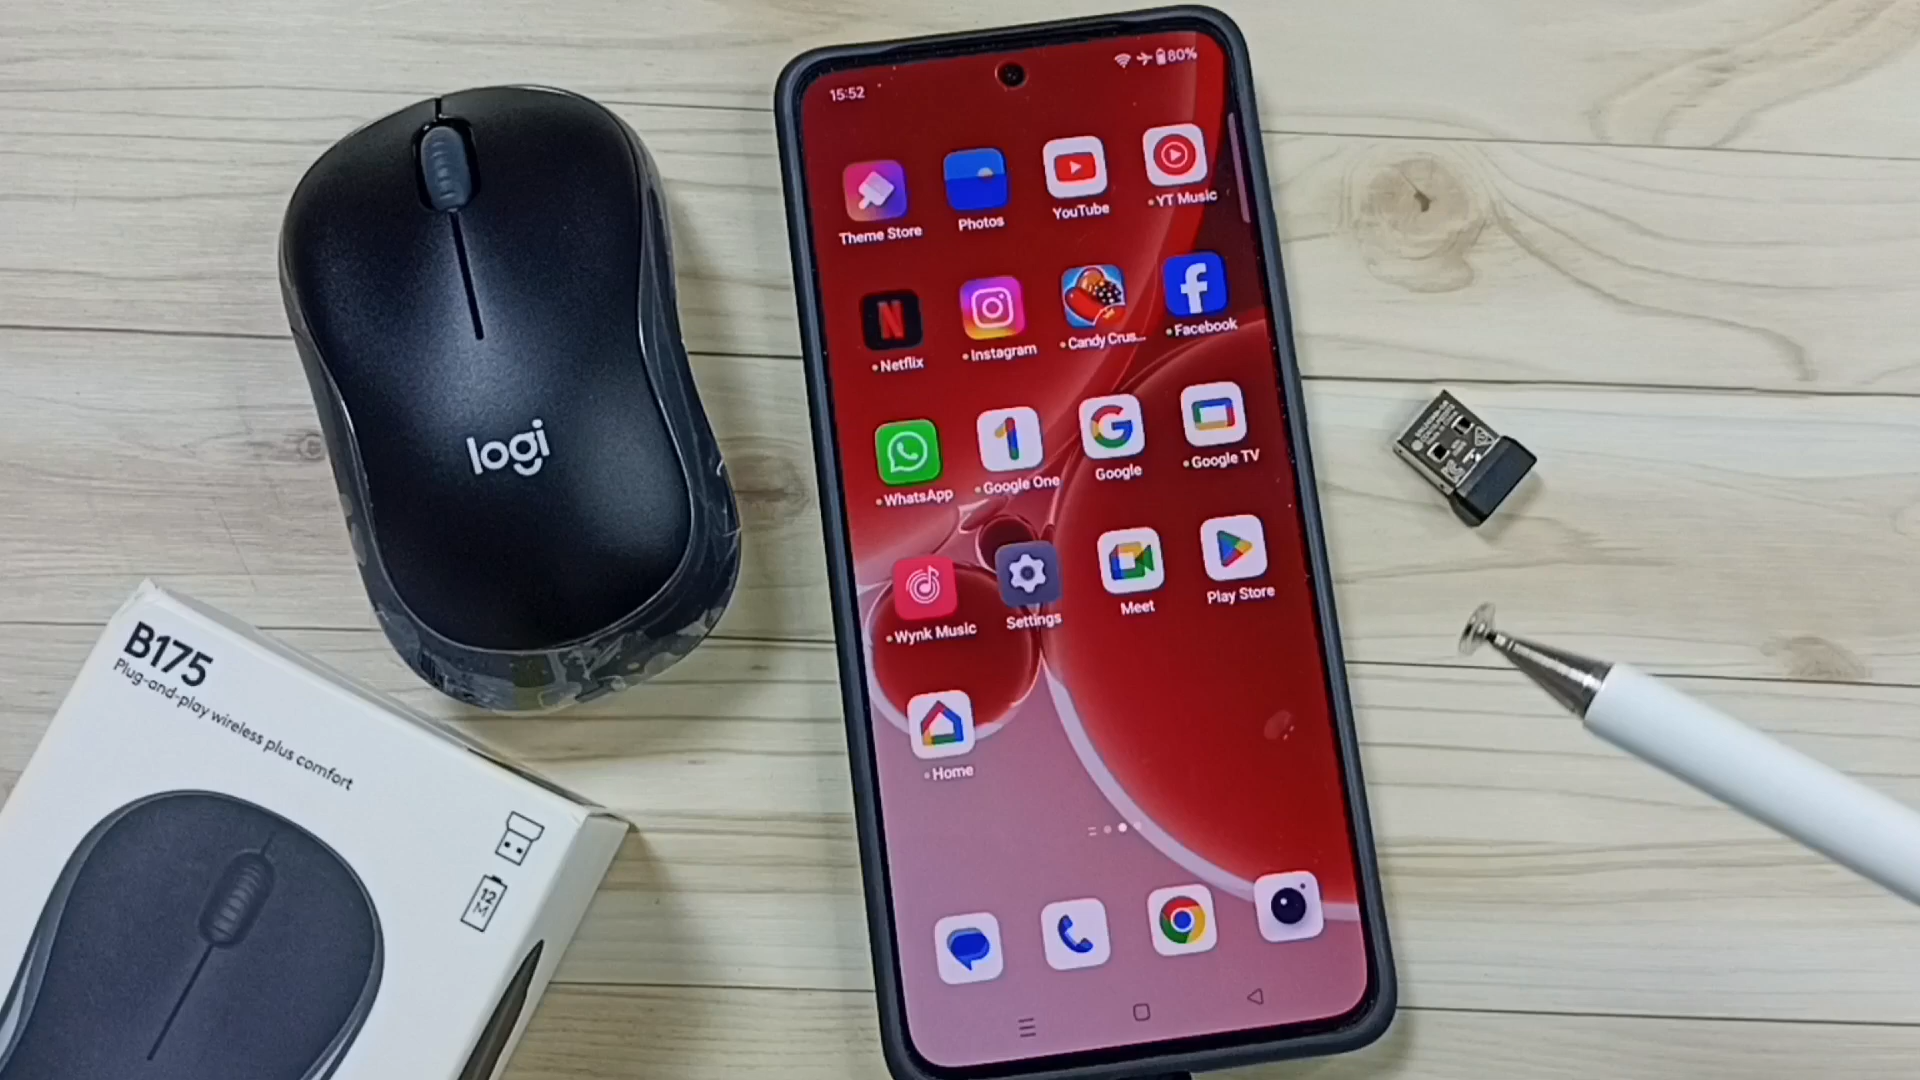 15:52
80%
Theme Store
Photos
YouTube
YT Music
Netflix
Instagram
Candy Crus...
Facebook
WhatsApp
Google One
Google
Google TV
Wynk Music
Settings
Meet
Play Store
Home
logi
B175
Plug-and-play wireless plus comfort
12
M